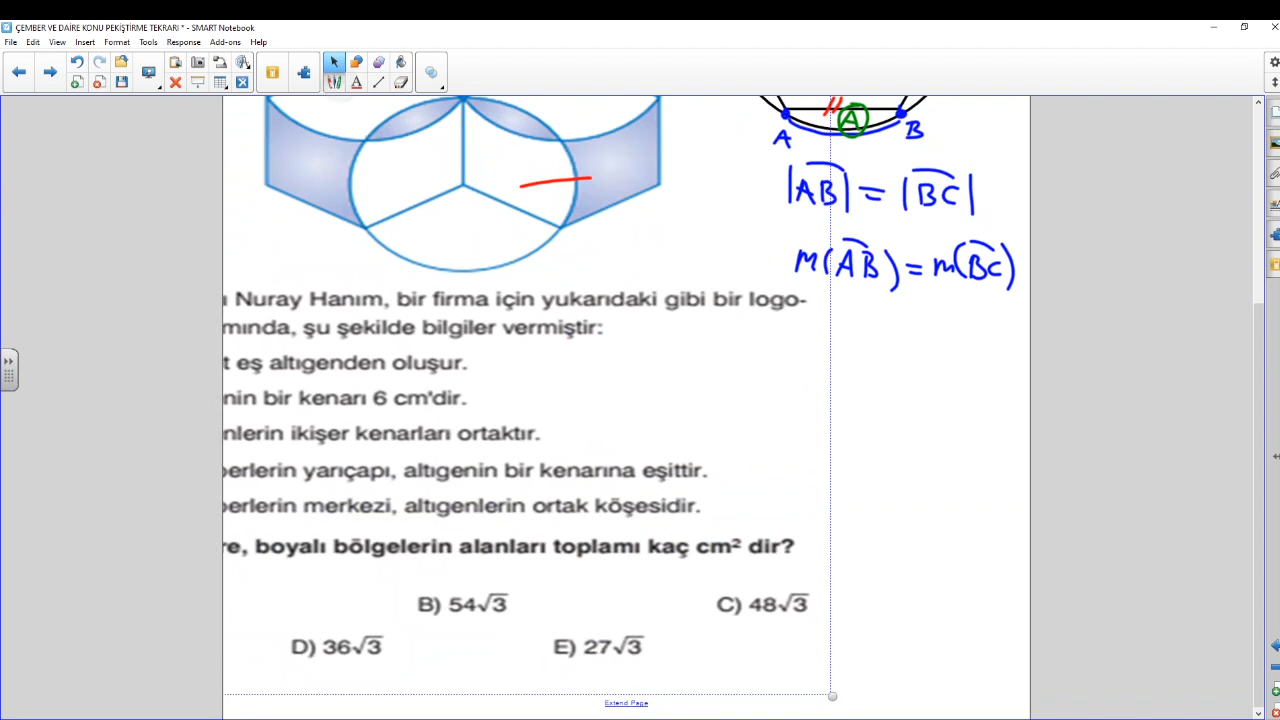 ÇEMBER VE DAİRE KONU PEKİŞTİRME TEKRARI * - SMART Notebook
File Edit View Insert Format Tools Response Add-ons Help
A
A B
|AB| = |BC|
m(AB) = m(BC)
Nuray Hanım, bir firma için yukarıdaki gibi bir logo-
mında, şu şekilde bilgiler vermiştir:
t eş altıgenden oluşur.
nin bir kenarı 6 cm'dir.
nlerin ikişer kenarları ortaktır.
berlerin yarıçapı, altıgenin bir kenarına eşittir.
berlerin merkezi, altıgenlerin ortak köşesidir.
re, boyalı bölgelerin alanları toplamı kaç cm² dir?
B) 54√3 C) 48√3
D) 36√3 E) 27√3
Extend Page